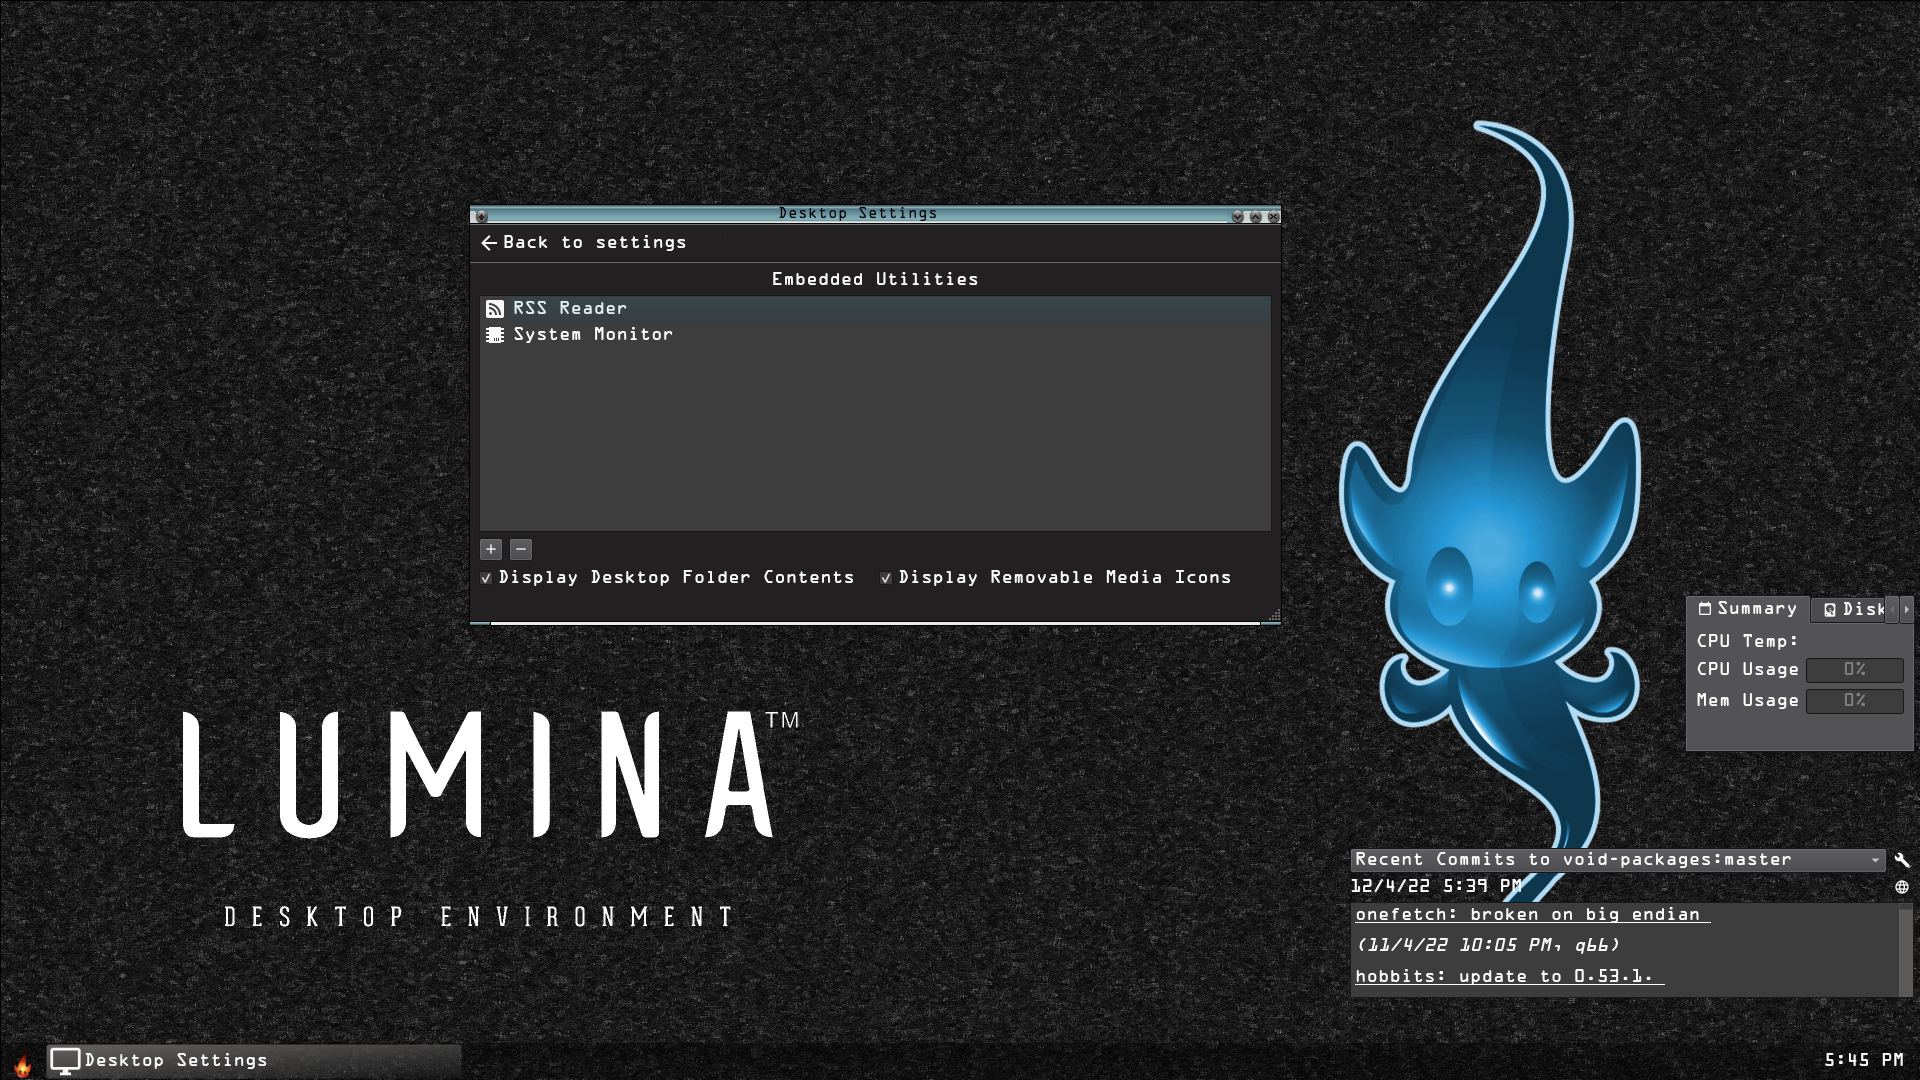 Desktop Settings
Back to settings
Embedded Utilities
RSS Reader
System Monitor
Display Desktop Folder Contents Display Removable Media Icons
LUMINA™
DESKTOP ENVIRONMENT
Summary Disk
CPU Temp:
CPU Usage 0%
Mem Usage 0%
Recent Commits to void-packages:master
12/4/22 5:39 PM
onefetch: broken on big endian
(11/4/22 10:05 PM, q66)
hobbits: update to 0.53.1.
Desktop Settings
5:45 PM